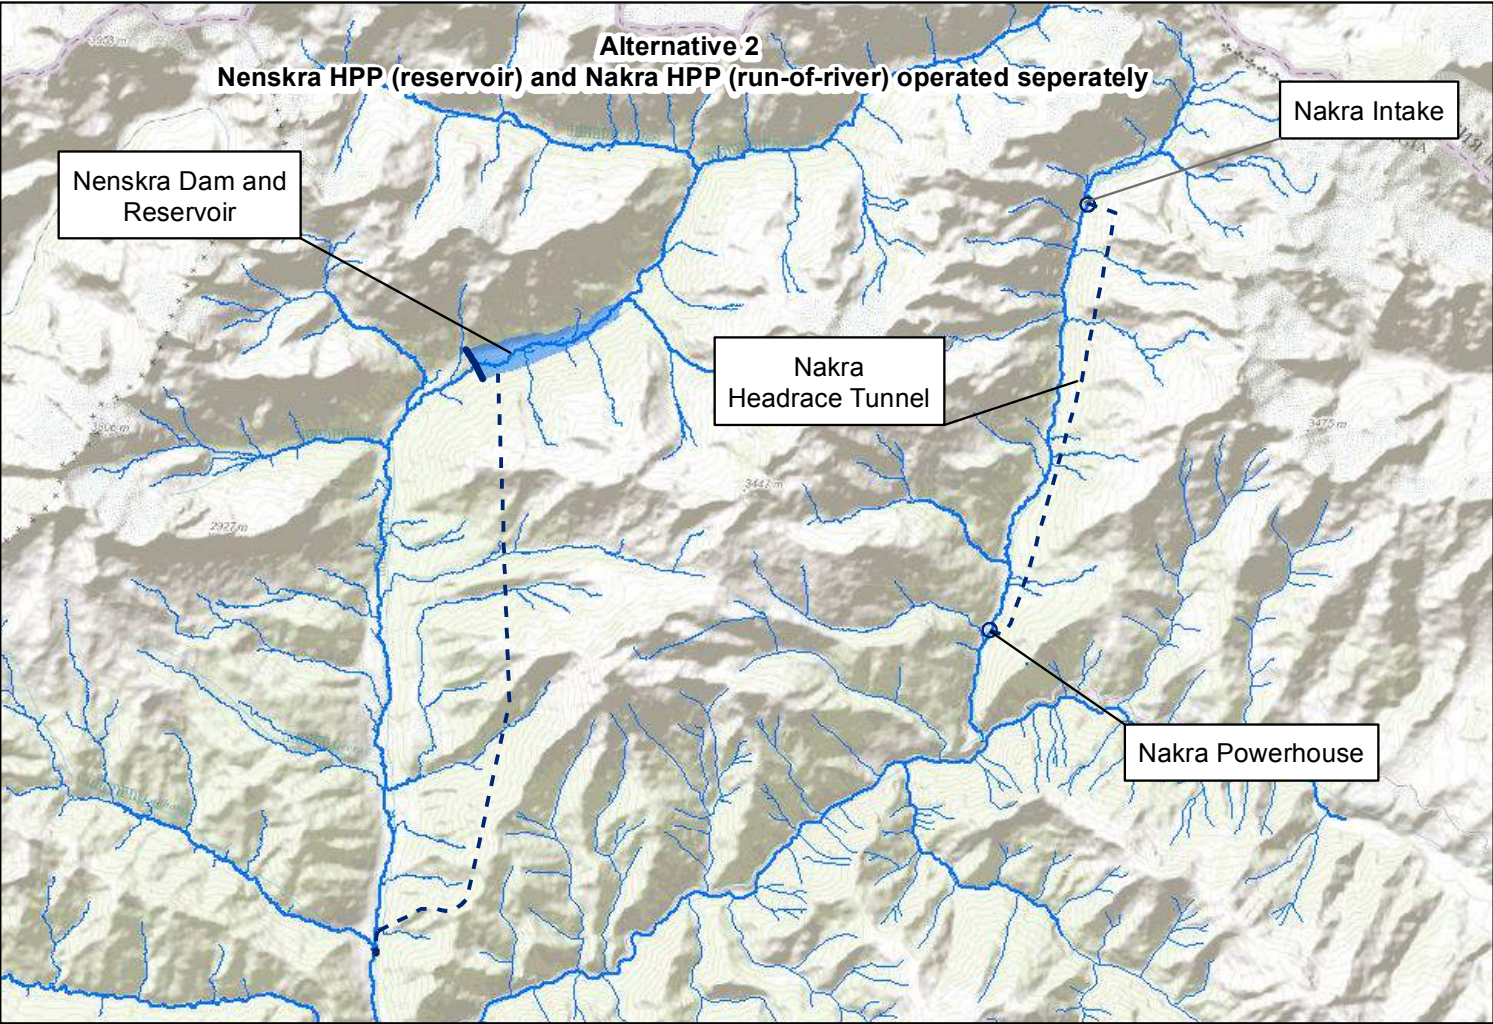 Alternative 2
Nenskra HPP (reservoir) and Nakra HPP (run-of-river) operated seperately
Nakra Intake
Nenskra Dam and
Reservoir
Nakra
Headrace Tunnel
3475 m
3447 m
2927 m
Nakra Powerhouse